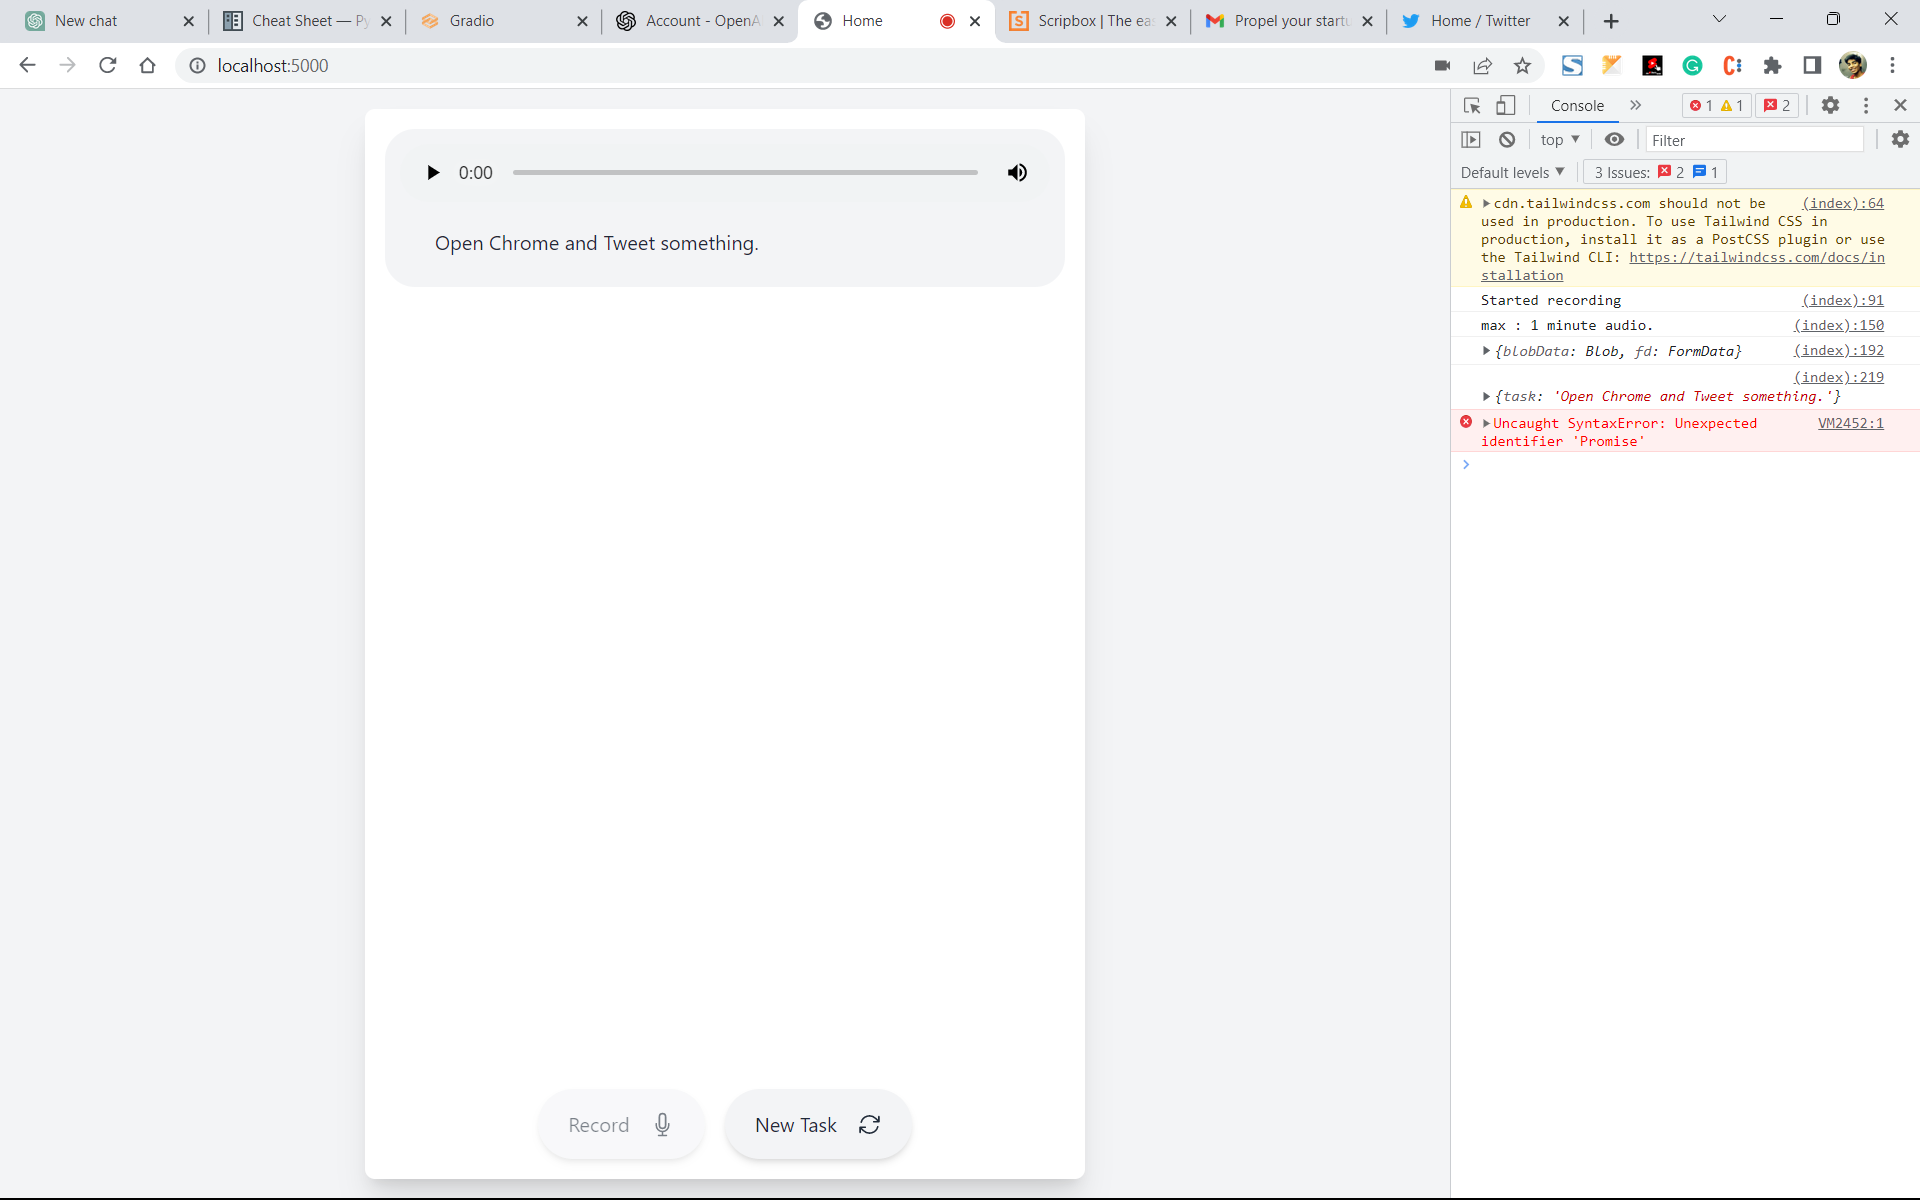 New chat
Cheat Sheet — Py
Gradio
Account - OpenA
Home
Scripbox | The ea
Propel your startu
Home / Twitter
localhost:5000
Console
1 1 2
top
Filter
Default levels
3 Issues: 2 1
cdn.tailwindcss.com should not be (index):64
used in production. To use Tailwind CSS in
production, install it as a PostCSS plugin or use
the Tailwind CLI: https://tailwindcss.com/docs/in
stallation
Started recording (index):91
max : 1 minute audio. (index):150
{blobData: Blob, fd: FormData} (index):192
(index):219
{task: 'Open Chrome and Tweet something.'}
Uncaught SyntaxError: Unexpected VM2452:1
identifier 'Promise'
0:00
Open Chrome and Tweet something.
Record
New Task